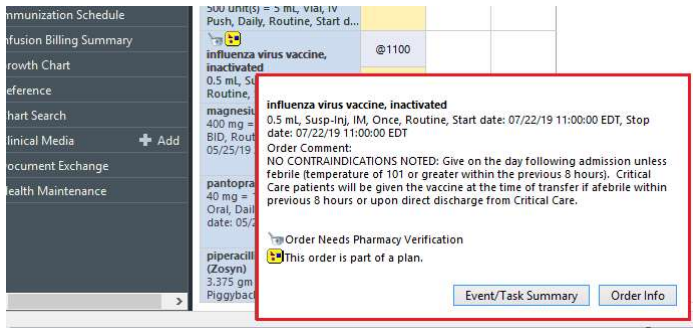 mmunization Schedule
nfusion Billing Summary
rowth Chart
eference
hart Search
linical Media
Add
ocument Exchange
ealth Maintenance
500 unit(s) = 5 mL, Vial, IV
Push, Daily, Routine, Start d...
influenza virus vaccine,
inactivated
0.5 mL, Su
Routine,
@1100
magnesiu
400 mg =
BID, Rout
05/25/19
pantopra
40 mg =
Oral, Dail
date: 05/2
piperacill
(Zosyn)
3.375 gm
Piggybac
influenza virus vaccine, inactivated
0.5 mL, Susp-Inj, IM, Once, Routine, Start date: 07/22/19 11:00:00 EDT, Stop
date: 07/22/19 11:00:00 EDT
Order Comment:
NO CONTRAINDICATIONS NOTED: Give on the day following admission unless
febrile (temperature of 101 or greater within the previous 8 hours). Critical
Care patients will be given the vaccine at the time of transfer if afebrile within
previous 8 hours or upon direct discharge from Critical Care.
Order Needs Pharmacy Verification
This order is part of a plan.
Event/Task Summary
Order Info